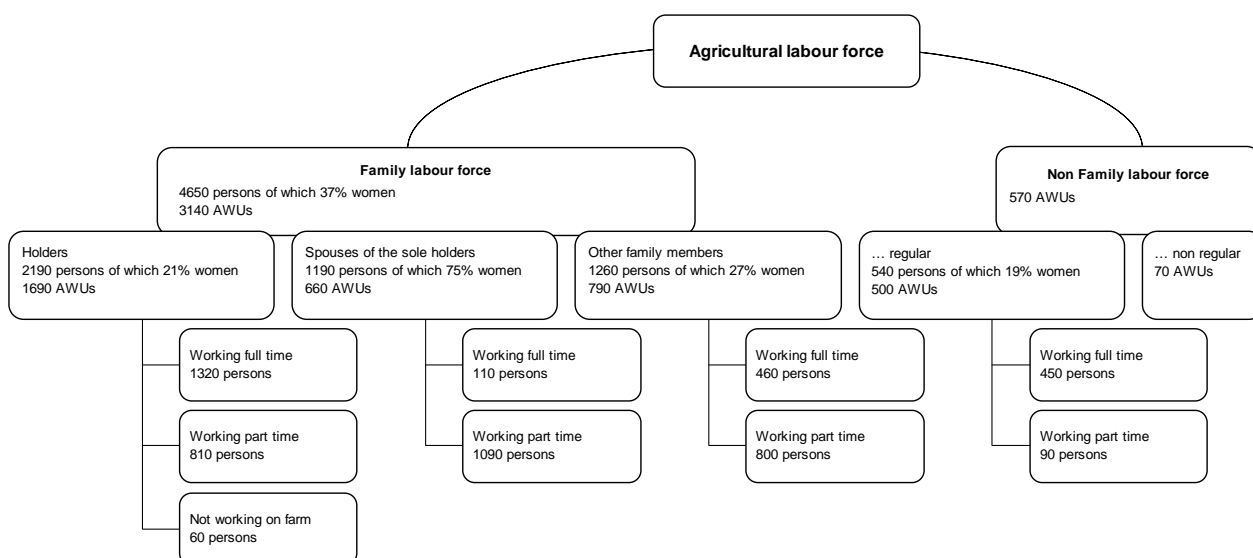 Agricultural labour force
Family labour force
4650 persons of which 37% women
3140 AWUs
Non Family labour force
570 AWUs
Holders
2190 persons of which 21% women
1690 AWUs
Spouses of the sole holders
1190 persons of which 75% women
660 AWUs
Other family members
1260 persons of which 27% women
790 AWUs
... regular
540 persons of which 19% women
500 AWUs
... non regular
70 AWUs
Working full time
1320 persons
Working full time
110 persons
Working full time
460 persons
Working full time
450 persons
Working part time
810 persons
Working part time
1090 persons
Working part time
800 persons
Working part time
90 persons
Not working on farm
60 persons